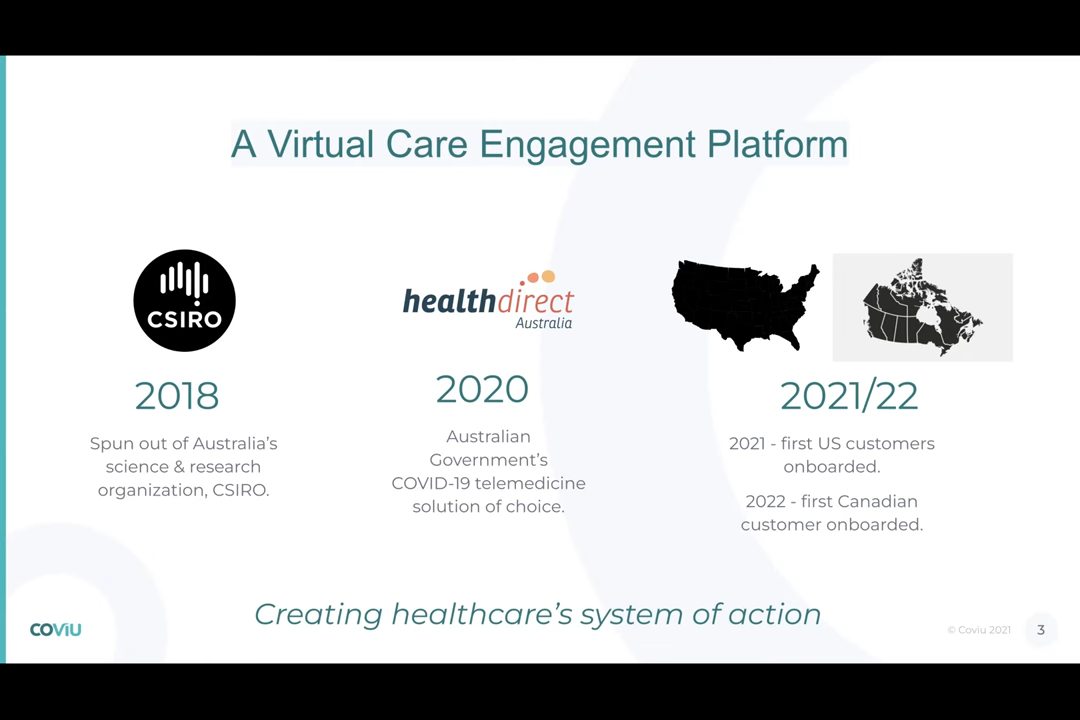 A Virtual Care Engagement Platform
CSIRO
healthdirect
Australia
2018
Spun out of Australia’s
science & research
organization, CSIRO.
2020
Australian
Government’s
COVID-19 telemedicine
solution of choice.
2021/22
2021 - first US customers
onboarded.
2022 - first Canadian
customer onboarded.
Creating healthcare’s system of action
coviu
© Coviu 2021
3